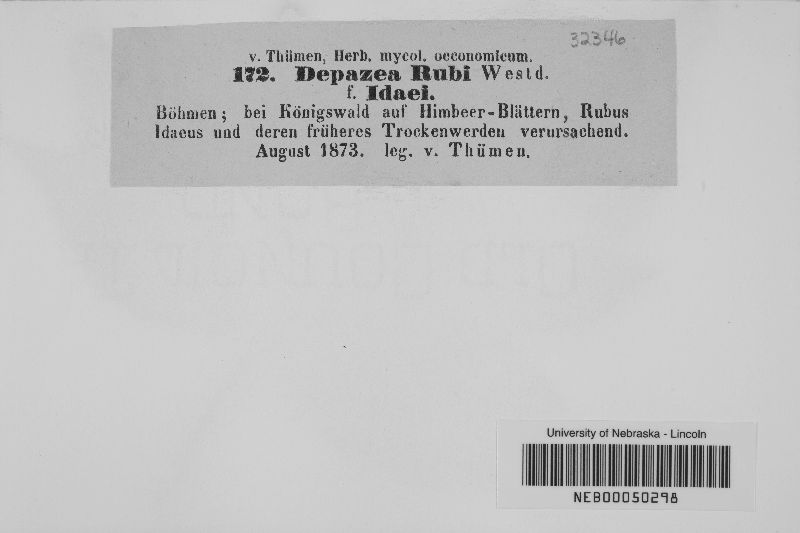 32346
v. Thümen, Herb. mycol. oeconomicum.
172. Depazea Rubi Westd.
f. Idaei.
Böhmen; bei Königswald auf Himbeer-Blättern, Rubus
Idaeus und deren früheres Trockenwerden verursachend.
August 1873. leg. v. Thümen.
University of Nebraska - Lincoln
NEB00050298